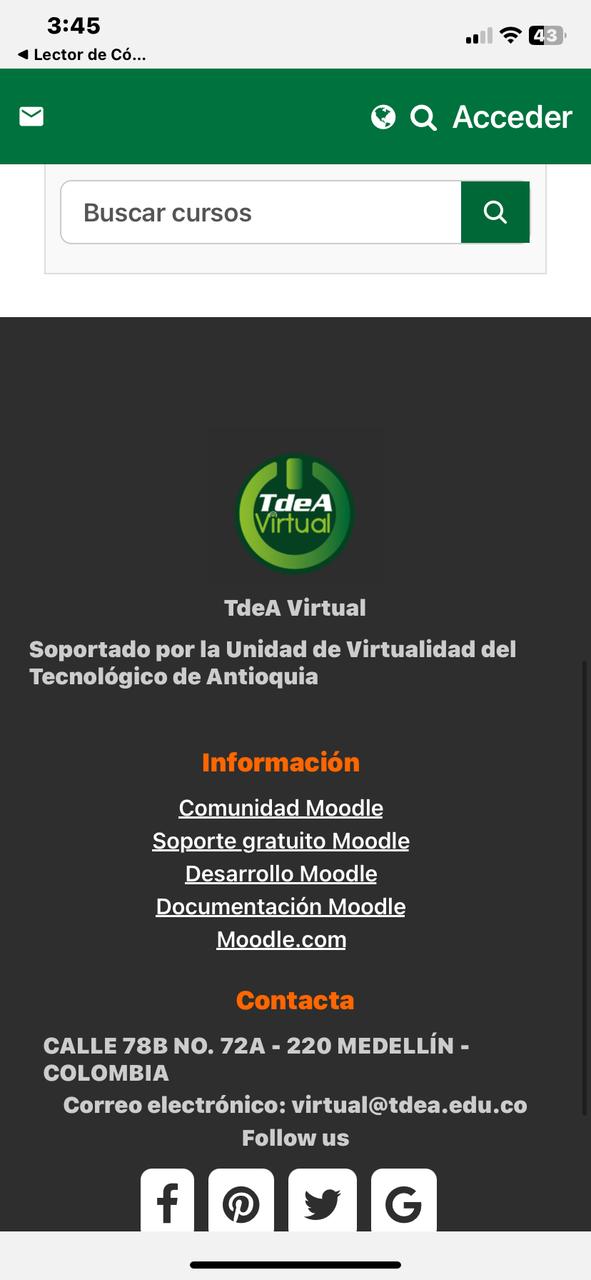 3:45
◀ Lector de Có...
43
Acceder
Buscar cursos
TdeA
Virtual
TdeA Virtual
Soportado por la Unidad de Virtualidad del
Tecnológico de Antioquia
Información
Comunidad Moodle
Soporte gratuito Moodle
Desarrollo Moodle
Documentación Moodle
Moodle.com
Contacta
CALLE 78B NO. 72A - 220 MEDELLÍN -
COLOMBIA
Correo electrónico: virtual@tdea.edu.co
Follow us